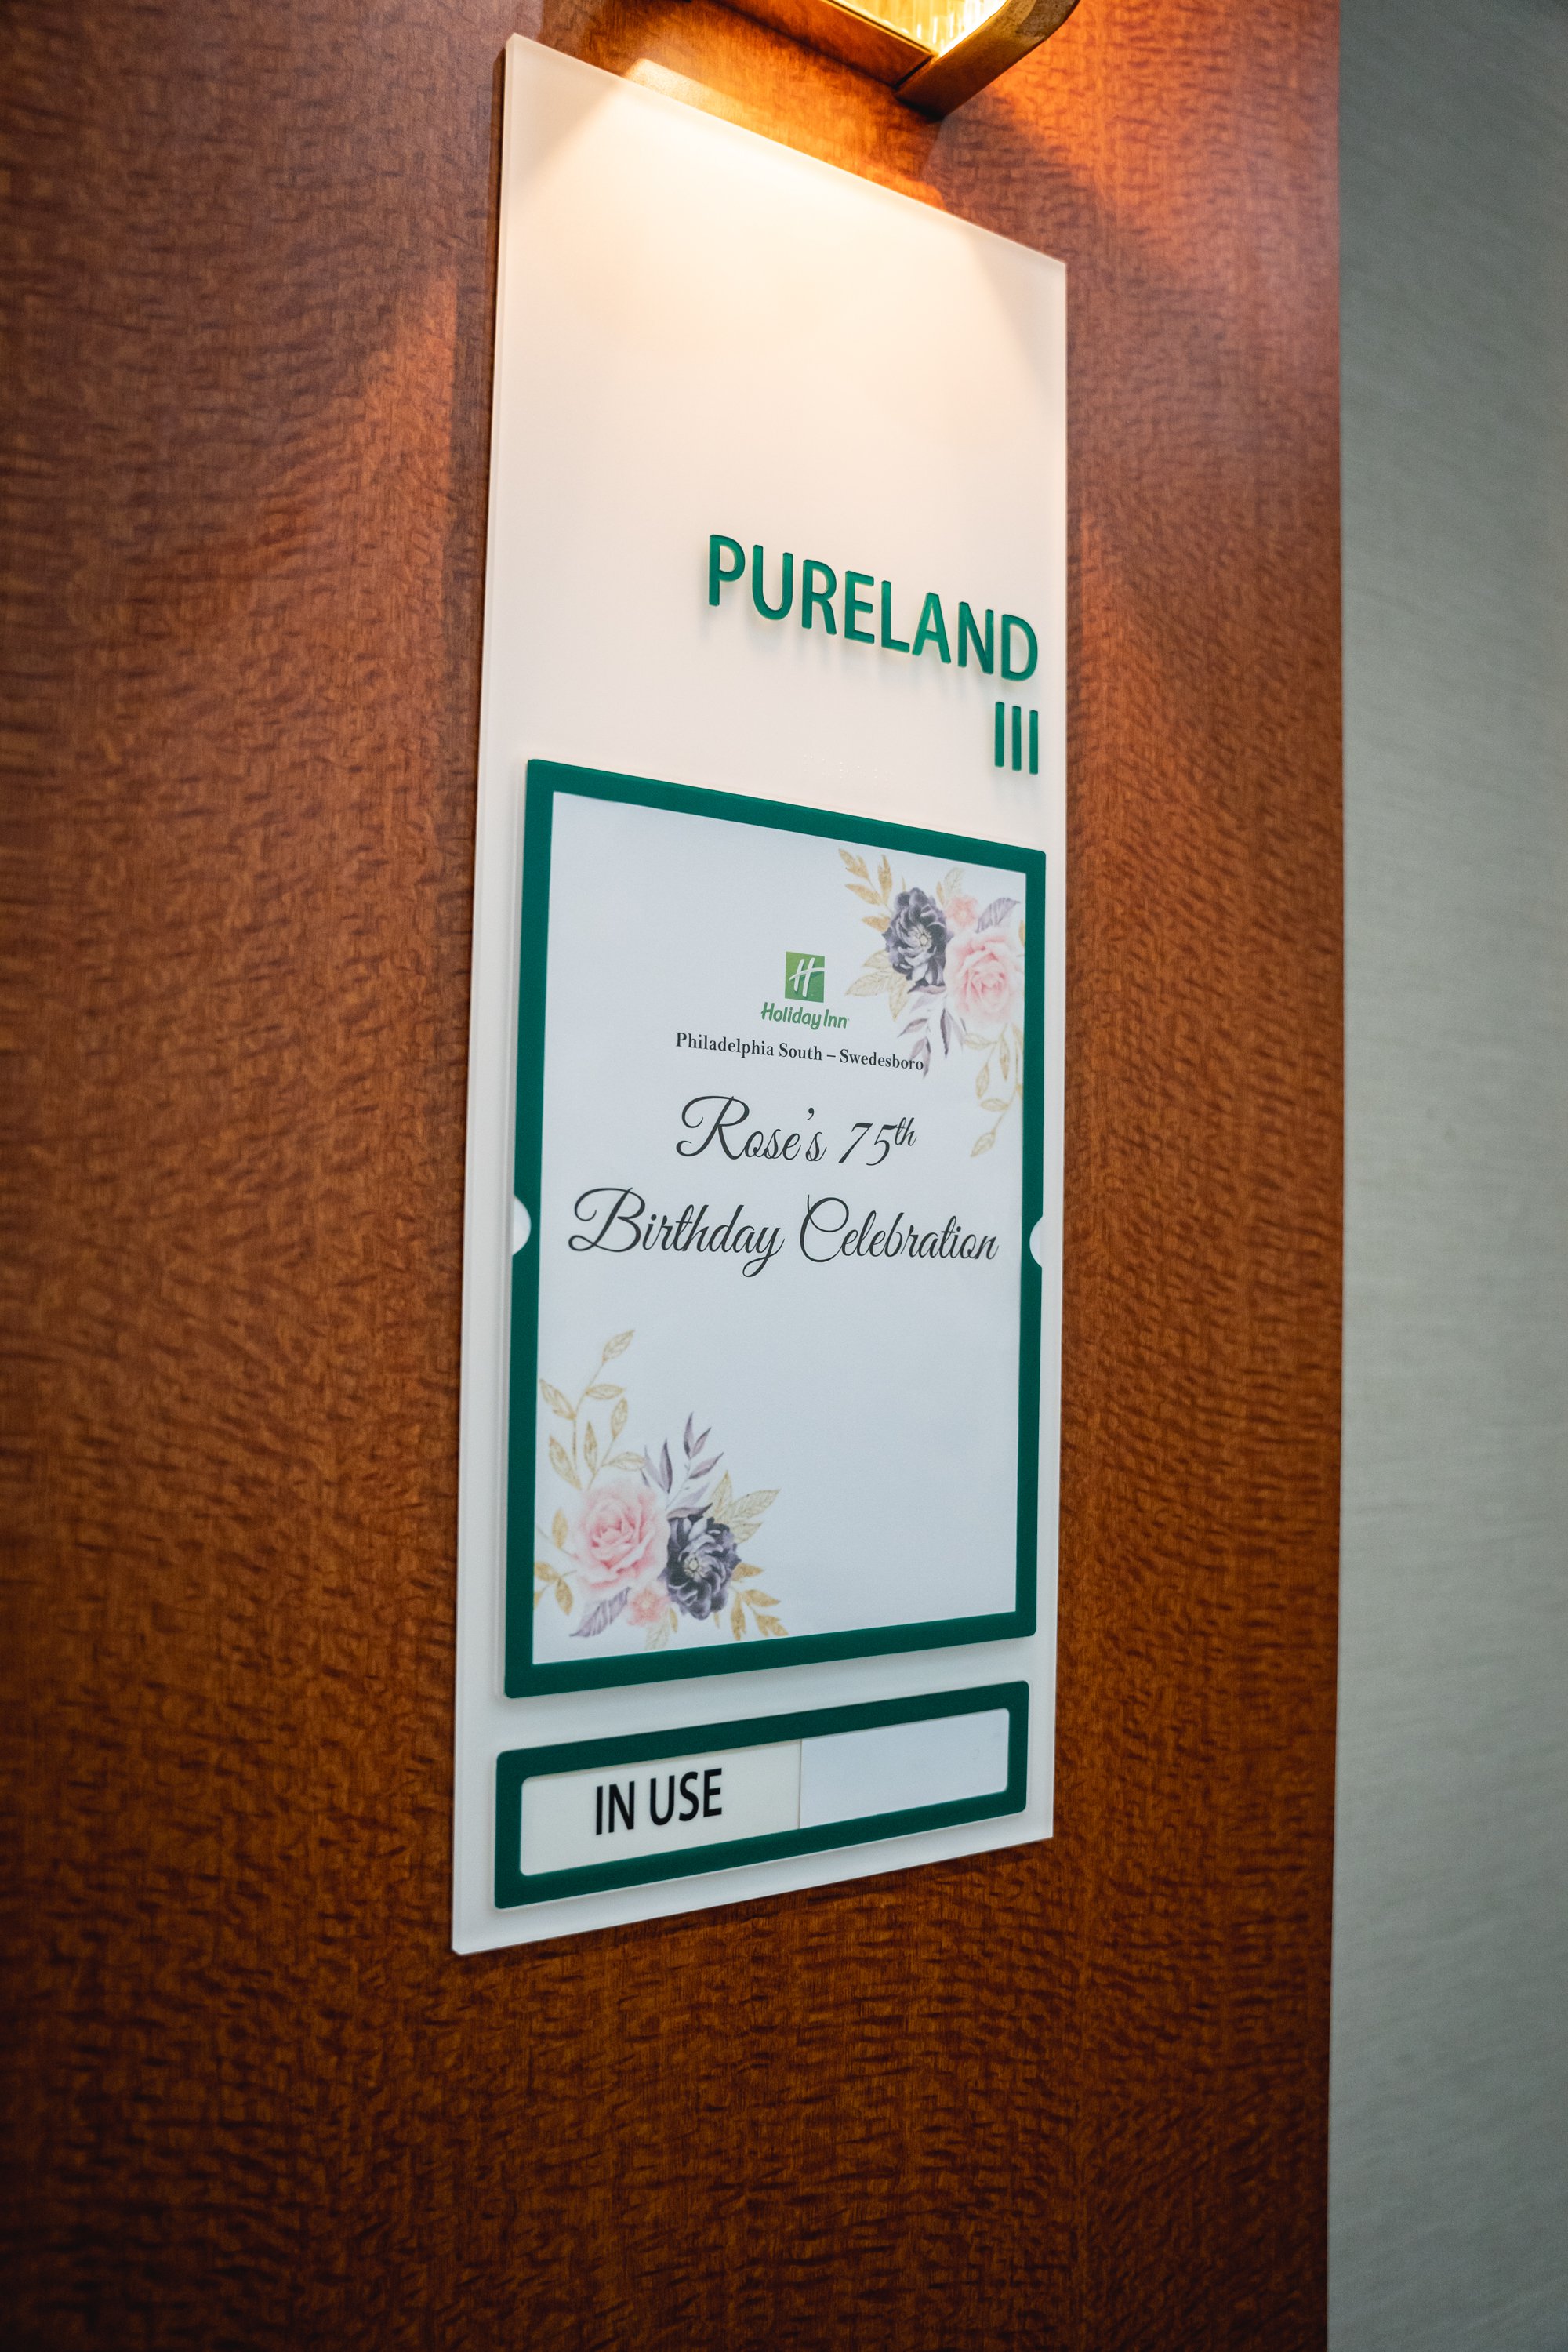 PURELAND
III
H
Holiday Inn
Philadelphia South – Swedesboro
Rose's 75th
Birthday Celebration
IN USE